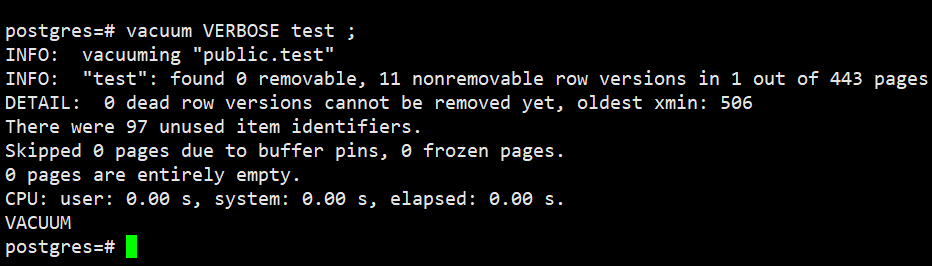 postgres=# vacuum VERBOSE test ;
INFO:  vacuuming "public.test"
INFO:  "test": found 0 removable, 11 nonremovable row versions in 1 out of 443 pages
DETAIL:  0 dead row versions cannot be removed yet, oldest xmin: 506
There were 97 unused item identifiers.
Skipped 0 pages due to buffer pins, 0 frozen pages.
0 pages are entirely empty.
CPU: user: 0.00 s, system: 0.00 s, elapsed: 0.00 s.
VACUUM
postgres=#